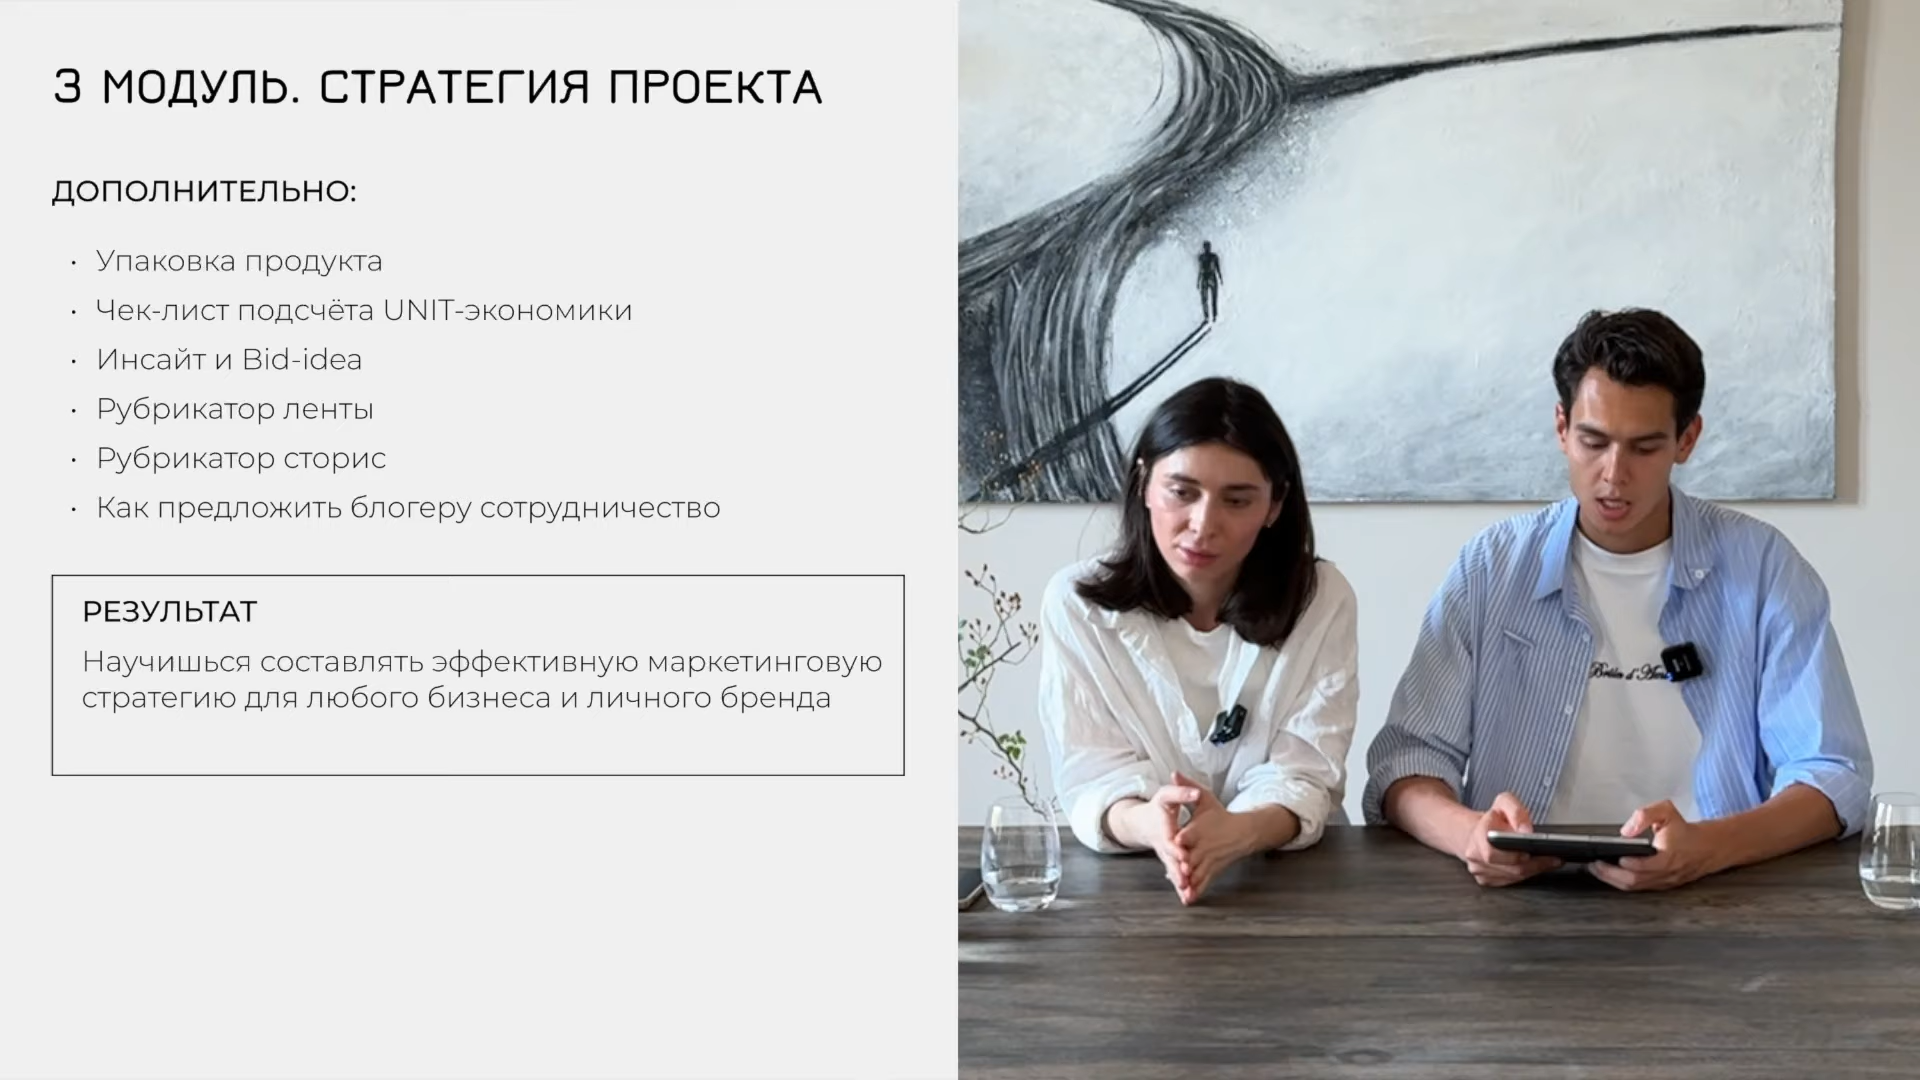 3 МОДУЛЬ. СТРАТЕГИЯ ПРОЕКТА
ДОПОЛНИТЕЛЬНО:
· Упаковка продукта
· Чек-лист подсчёта UNIT-экономики
· Инсайт и Bid-idea
· Рубрикатор ленты
· Рубрикатор сторис
· Как предложить блогеру сотрудничество
РЕЗУЛЬТАТ
Научишься составлять эффективную маркетинговую
стратегию для любого бизнеса и личного бренда